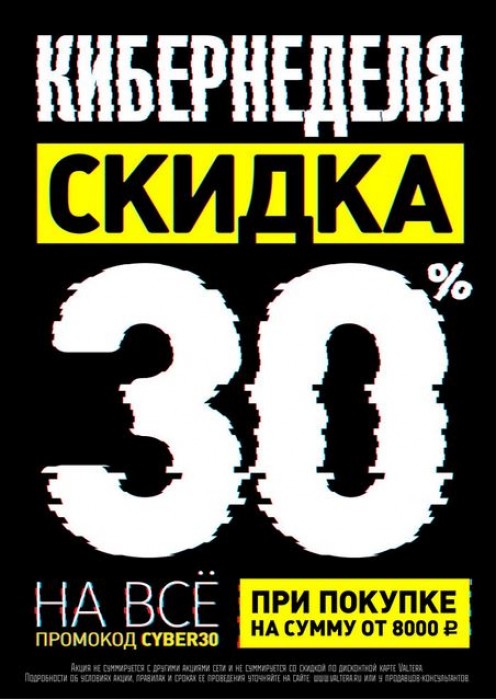 КИБЕРНЕДЕЛЯ
СКИДКА
30%
НА ВСЁ
ПРОМОКОД CYBER30
ПРИ ПОКУПКЕ
НА СУММУ ОТ 8000 ₽
Акция не суммируется с другими акциями сети и не суммируется со скидкой по дисконтной карте Valtera.
Подробности об условиях акции, правилах и сроках ее проведения уточняйте на сайте www.valtera.ru или у продавцов-консультантов